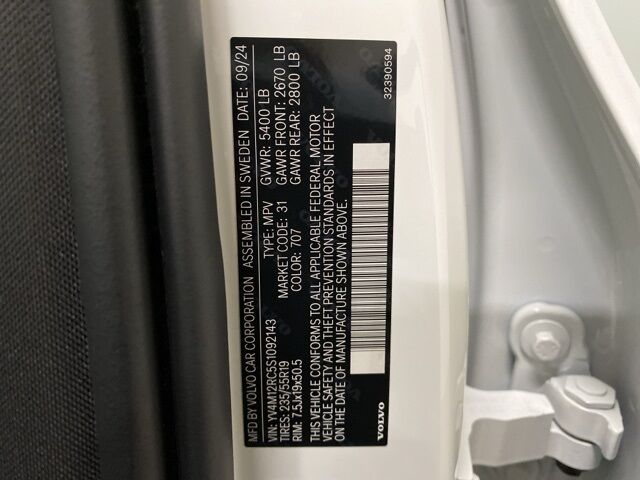 MFD BY VOLVO CAR CORPORATION ASSEMBLED IN SWEDEN DATE: 09/24
VIN: YV4M12RC5S1092143 TYPE: MPV GVWR: 5400 LB
TIRES: 235/55R19 MARKET CODE: 31 GAWR FRONT: 2670 LB
RIM: 7.5Jx19x50.5 COLOR: 707 GAWR REAR: 2800 LB
THIS VEHICLE CONFORMS TO ALL APPLICABLE FEDERAL MOTOR
VEHICLE SAFETY AND THEFT PREVENTION STANDARDS IN EFFECT
ON THE DATE OF MANUFACTURE SHOWN ABOVE.
VOLVO 32390594